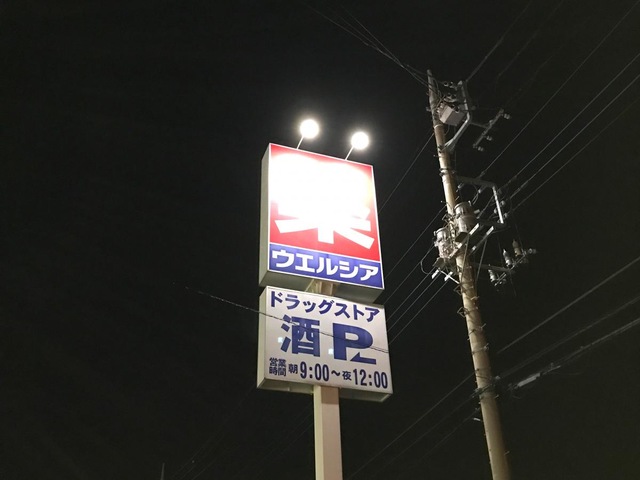 薬
ウエルシア
ドラッグストア
酒 P
営業時間 朝9:00～夜12:00